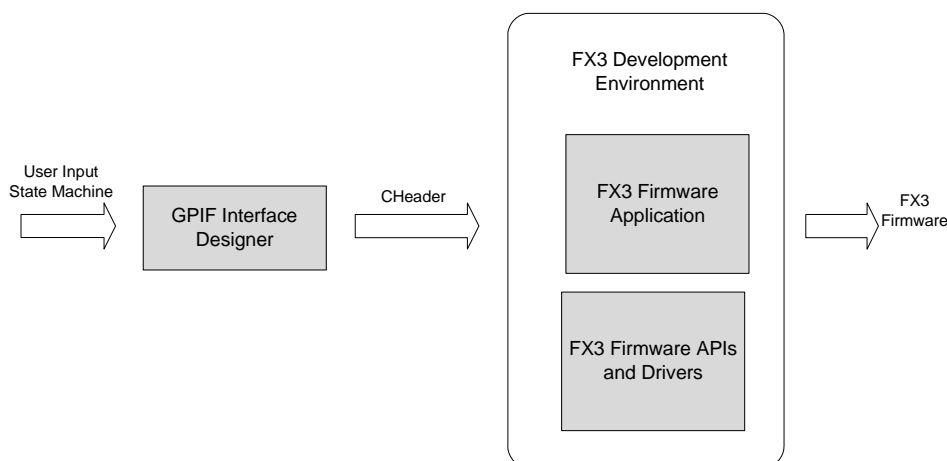 User Input
State Machine
GPIF Interface
Designer
CHeader
FX3 Development
Environment
FX3 Firmware
Application
FX3 Firmware APIs
and Drivers
FX3
Firmware